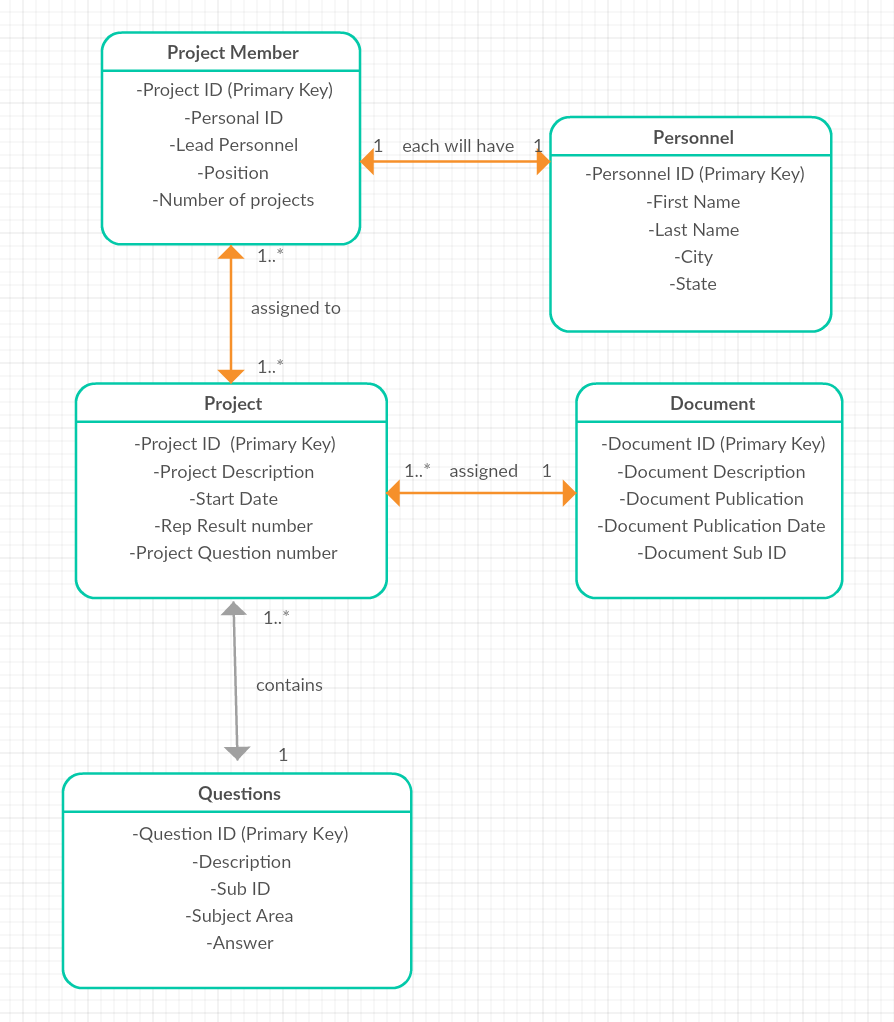 Project Member
-Project ID (Primary Key)
-Personal ID
-Lead Personnel
-Position
-Number of projects
1 each will have 1
Personnel
-Personnel ID (Primary Key)
-First Name
-Last Name
-City
-State
1..*
assigned to
1..*
Project
-Project ID (Primary Key)
-Project Description
-Start Date
-Rep Result number
-Project Question number
1..* assigned 1
Document
-Document ID (Primary Key)
-Document Description
-Document Publication
-Document Publication Date
-Document Sub ID
1..*
contains
1
Questions
-Question ID (Primary Key)
-Description
-Sub ID
-Subject Area
-Answer